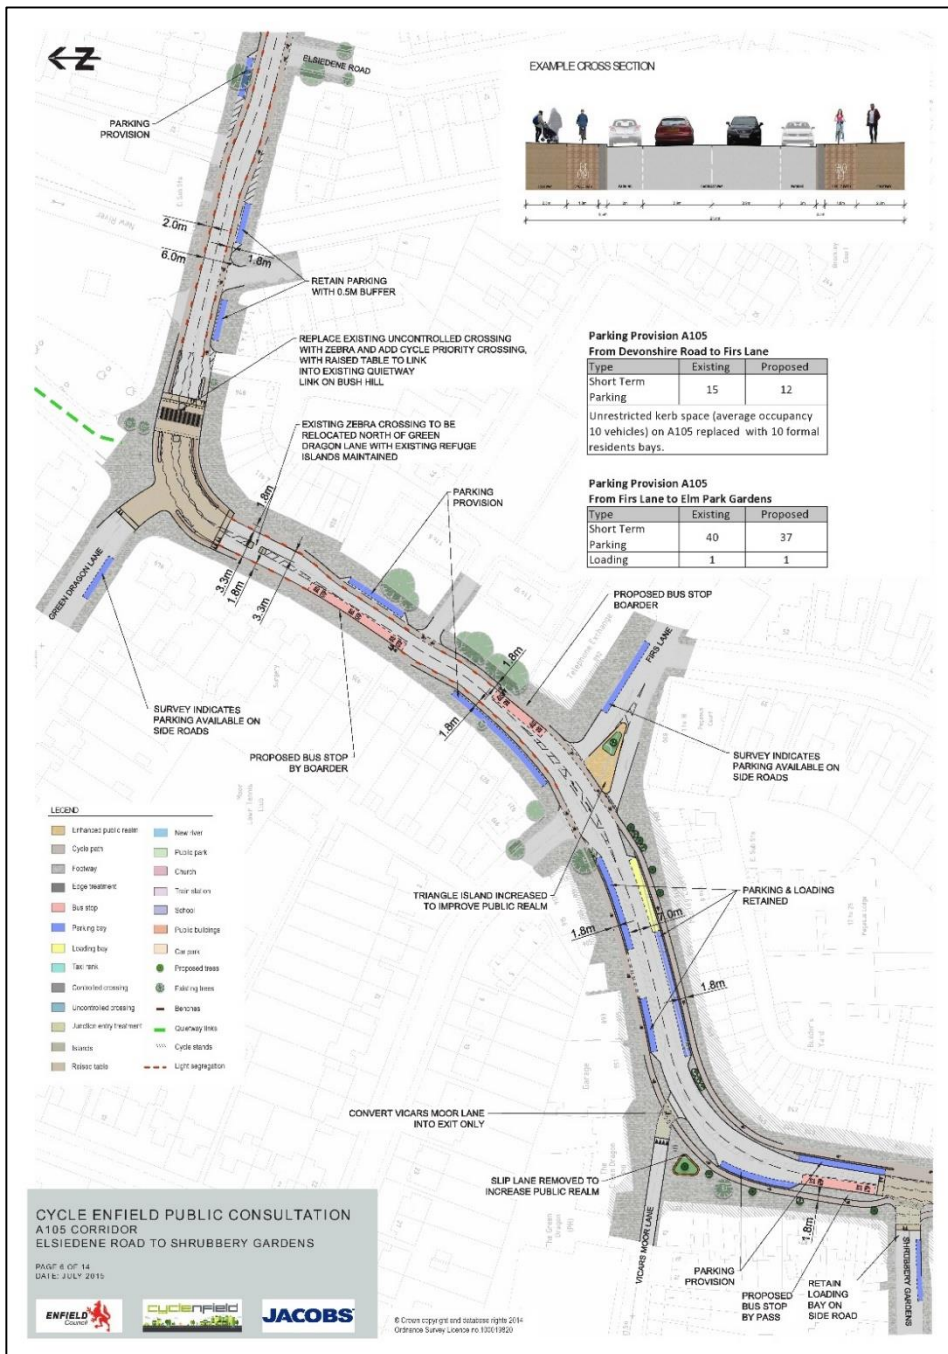 Z
ELSIEDENE ROAD
EXAMPLE CROSS SECTION
PARKING
PROVISION
New River
2.0m
6.0m
1.8m
RETAIN PARKING
WITH 0.5M BUFFER
REPLACE EXISTING UNCONTROLLED CROSSING
WITH ZEBRA AND ADD CYCLE PRIORITY CROSSING,
WITH RAISED TABLE TO LINK
INTO EXISTING QUIETWAY
LINK ON BUSH HILL
Parking Provision A105
From Devonshire Road to Firs Lane
Type Existing Proposed
Short Term
Parking 15 12
Unrestricted kerb space (average occupancy
10 vehicles) on A105 replaced with 10 formal
residents bays.
EXISTING ZEBRA CROSSING TO BE
RELOCATED NORTH OF GREEN
DRAGON LANE WITH EXISTING REFUGE
ISLANDS MAINTAINED
Parking Provision A105
From Firs Lane to Elm Park Gardens
Type Existing Proposed
Short Term
Parking 40 37
Loading 1 1
PARKING
PROVISION
1.8m
3.3m
1.8m
3.3m
GREEN DRAGON LANE
PROPOSED BUS STOP
BOARDER
Telephone Exchange
FIRS LANE
Surgery
1.8m
1.8m
SURVEY INDICATES
PARKING AVAILABLE ON
SIDE ROADS
PROPOSED BUS STOP
BY BOARDER
SURVEY INDICATES
PARKING AVAILABLE ON
SIDE ROADS
LEGEND
Enhanced public realm
Cycle path
Footway
Edge treatment
Bus stop
Parking bay
Loading bay
Taxi rank
Controlled crossing
Uncontrolled crossing
Junction entry treatment
Islands
Raised table
New river
Public park
Church
Train station
School
Public buildings
Car park
Proposed trees
Existing trees
Benches
Quietway links
Cycle stands
Light segregation
TRIANGLE ISLAND INCREASED
TO IMPROVE PUBLIC REALM
PARKING & LOADING
RETAINED
7.0m
1.8m
1.8m
Garage
CONVERT VICARS MOOR LANE
INTO EXIT ONLY
SLIP LANE REMOVED TO
INCREASE PUBLIC REALM
VICARS MOOR LANE
1.8m
PARKING
PROVISION
PROPOSED
BUS STOP
BY PASS
RETAIN
LOADING
BAY ON
SIDE ROAD
SHRUBBERY GARDENS
CYCLE ENFIELD PUBLIC CONSULTATION
A105 CORRIDOR
ELSIEDENE ROAD TO SHRUBBERY GARDENS
PAGE 6 OF 14
DATE: JULY 2015
ENFIELD
Council
cyclenfield
JACOBS
© Crown copyright and database rights 2014
Ordnance Survey Licence no.100019820